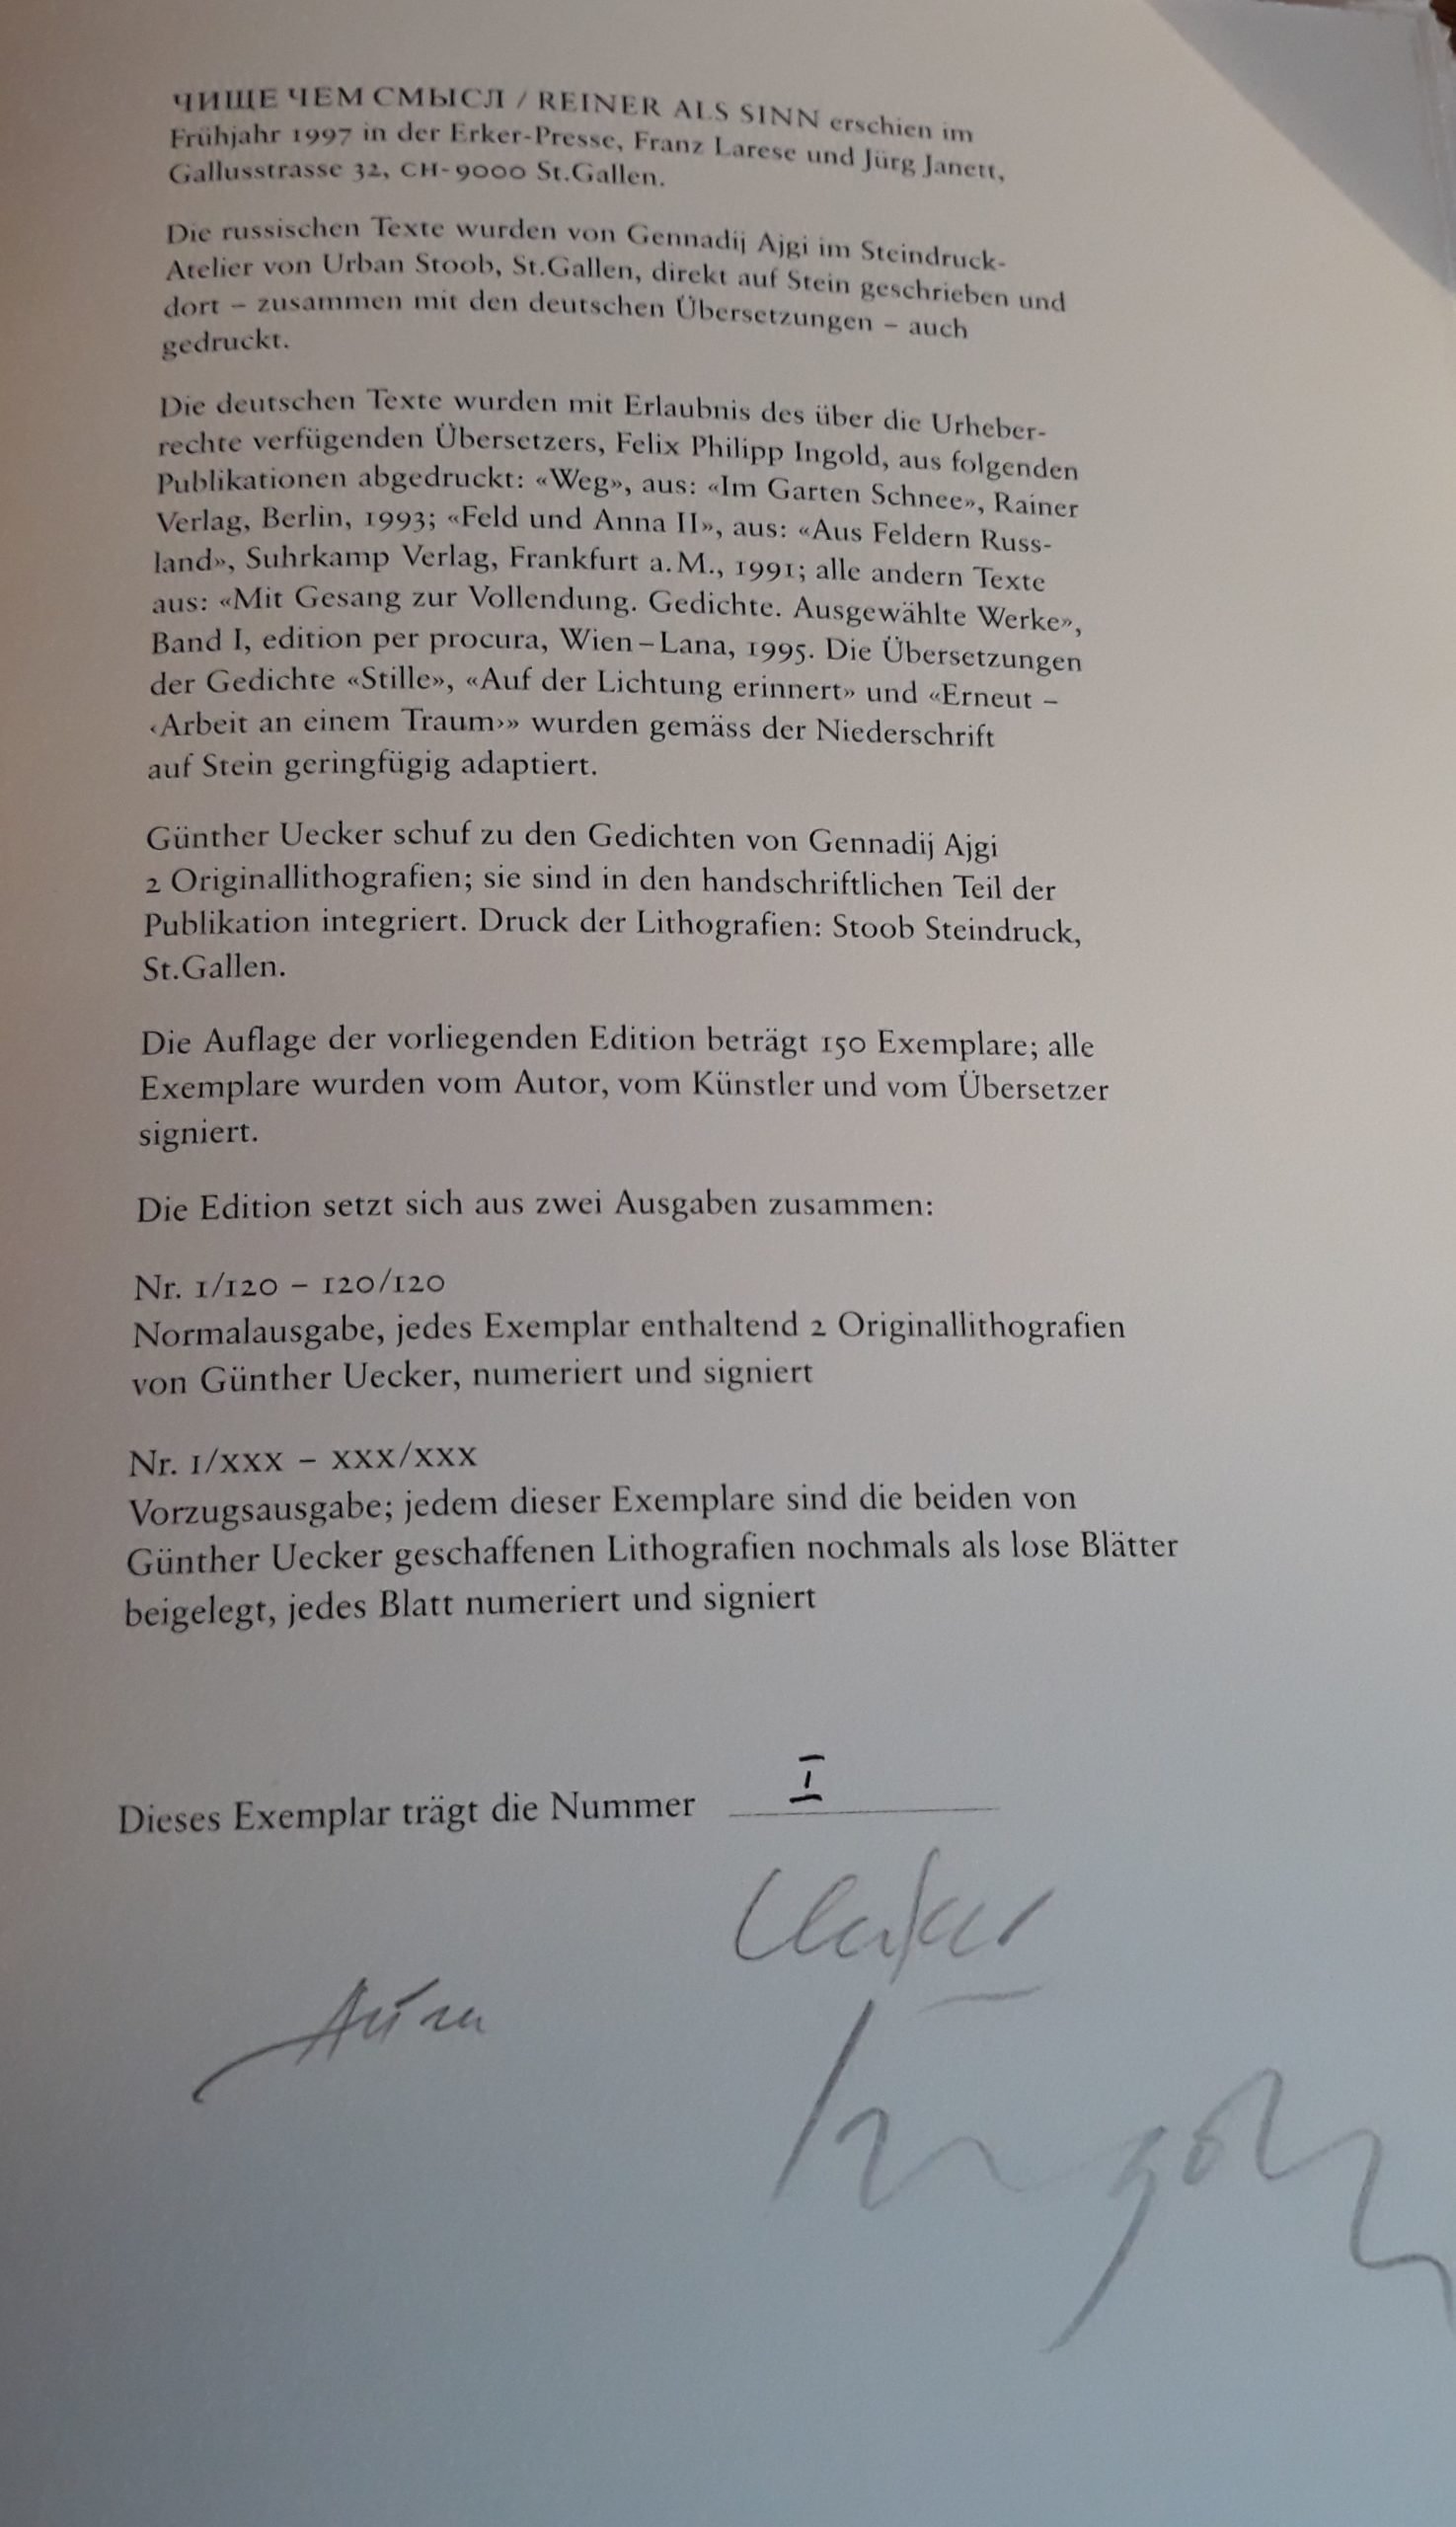 ЧИЩЕ ЧЕМ СМЫСЛ / REINER ALS SINN erschien im
Frühjahr 1997 in der Erker-Presse, Franz Larese und Jürg Janett,
Gallusstrasse 32, CH-9000 St.Gallen.
Die russischen Texte wurden von Gennadij Ajgi im Steindruck-
Atelier von Urban Stoob, St.Gallen, direkt auf Stein geschrieben und
dort – zusammen mit den deutschen Übersetzungen – auch
gedruckt.
Die deutschen Texte wurden mit Erlaubnis des über die Urheber-
rechte verfügenden Übersetzers, Felix Philipp Ingold, aus folgenden
Publikationen abgedruckt: «Weg», aus: «Im Garten Schnee», Rainer
Verlag, Berlin, 1993; «Feld und Anna II», aus: «Aus Feldern Russ-
land», Suhrkamp Verlag, Frankfurt a. M., 1991; alle andern Texte
aus: «Mit Gesang zur Vollendung. Gedichte. Ausgewählte Werke»,
Band I, edition per procura, Wien – Lana, 1995. Die Übersetzungen
der Gedichte «Stille», «Auf der Lichtung erinnert» und «Erneut –
‹Arbeit an einem Traum›» wurden gemäss der Niederschrift
auf Stein geringfügig adaptiert.
Günther Uecker schuf zu den Gedichten von Gennadij Ajgi
2 Originallithografien; sie sind in den handschriftlichen Teil der
Publikation integriert. Druck der Lithografien: Stoob Steindruck,
St.Gallen.
Die Auflage der vorliegenden Edition beträgt 150 Exemplare; alle
Exemplare wurden vom Autor, vom Künstler und vom Übersetzer
signiert.
Die Edition setzt sich aus zwei Ausgaben zusammen:
Nr. 1/120 – 120/120
Normalausgabe, jedes Exemplar enthaltend 2 Originallithografien
von Günther Uecker, numeriert und signiert
Nr. I/XXX – XXX/XXX
Vorzugsausgabe; jedem dieser Exemplare sind die beiden von
Günther Uecker geschaffenen Lithografien nochmals als lose Blätter
beigelegt, jedes Blatt numeriert und signiert
Dieses Exemplar trägt die Nummer I
Uecker
Айги
Ingold